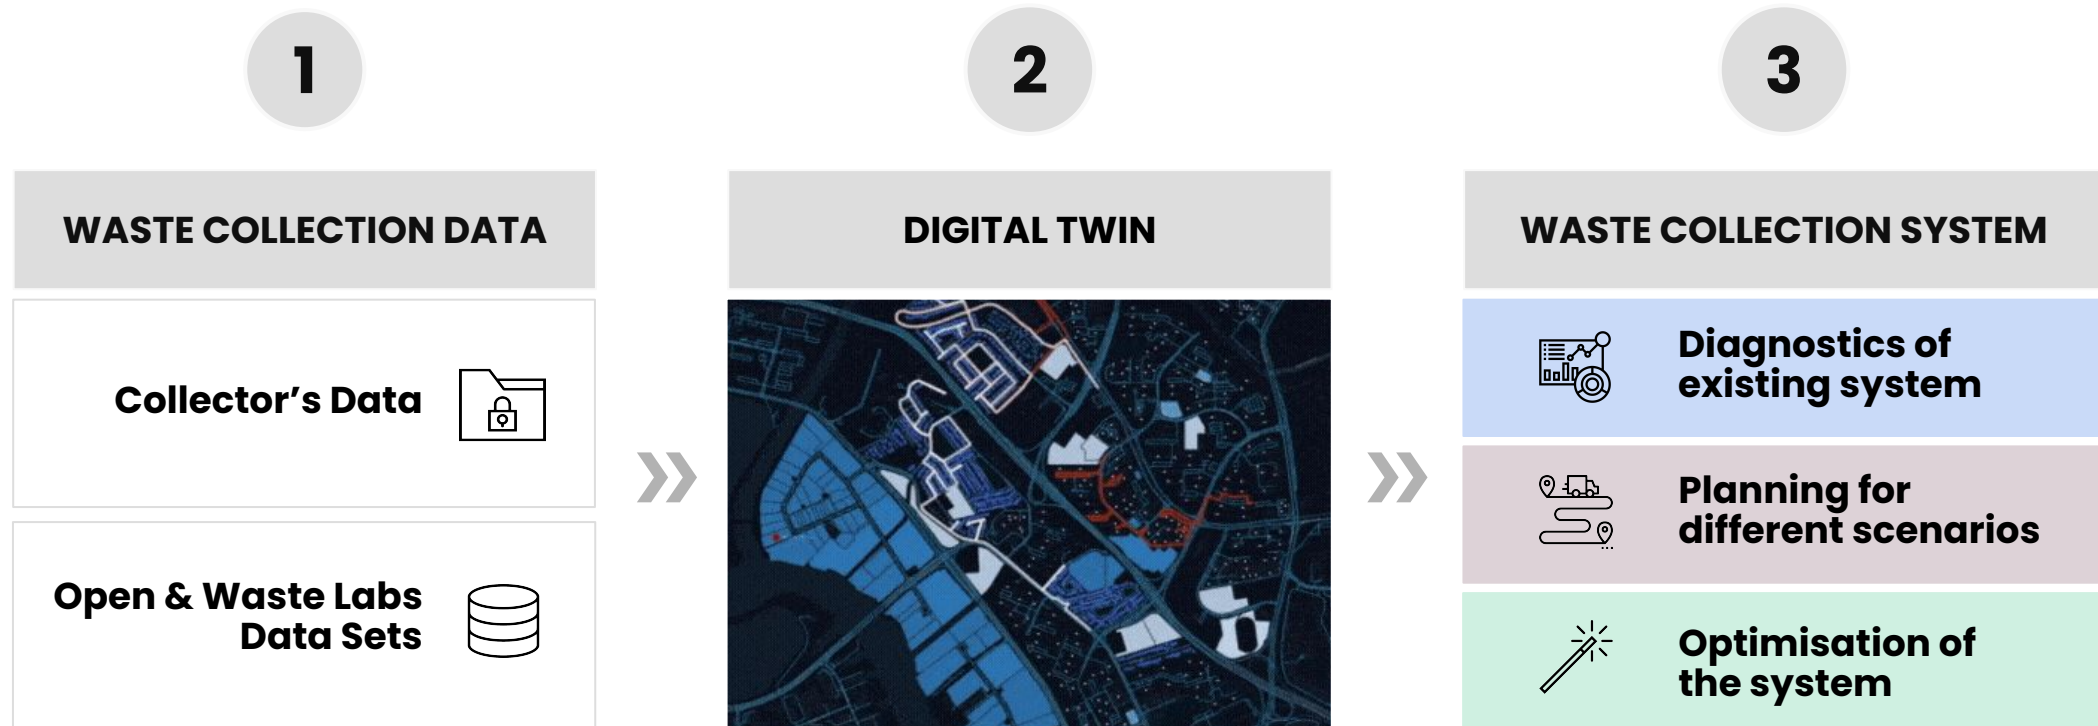 1
WASTE COLLECTION DATA
Collector's Data
Open & Waste Labs
Data Sets
2
DIGITAL TWIN
3
WASTE COLLECTION SYSTEM
Diagnostics of
existing system
Planning for
different scenarios
Optimisation of
the system